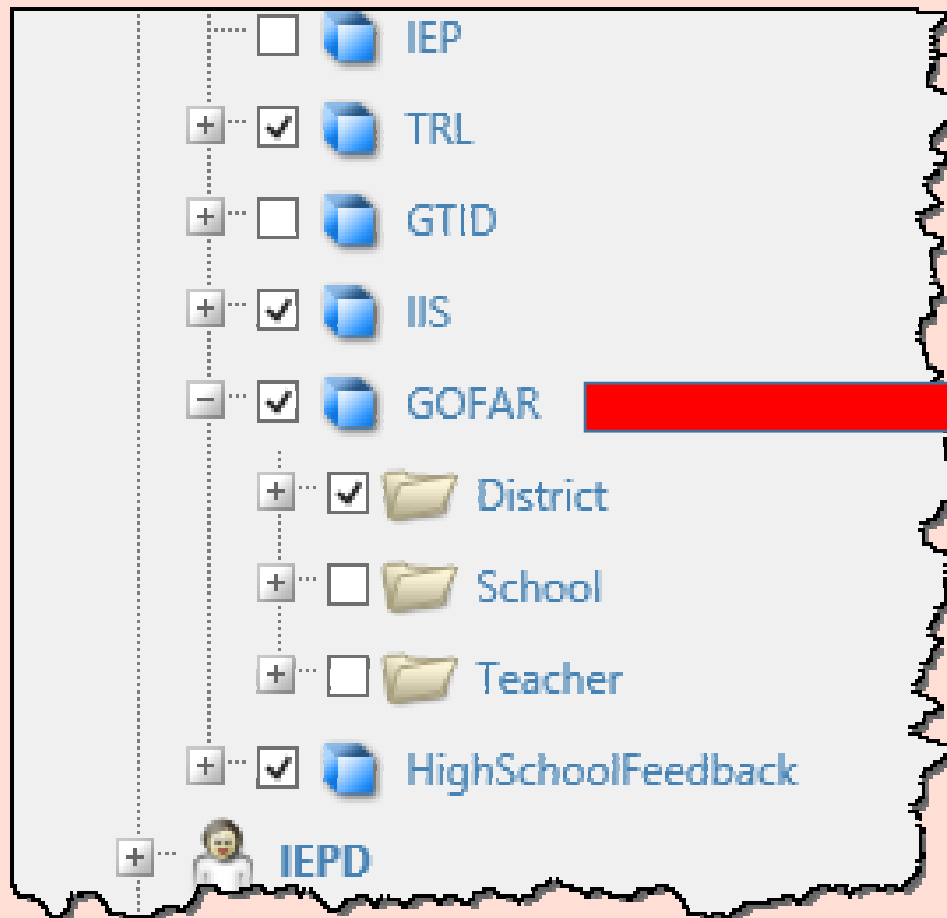 IEP
TRL
GTID
IIS
GOFAR
District
School
Teacher
HighSchoolFeedback
IEPD